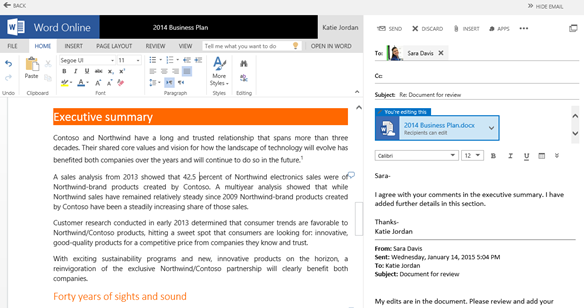 BACK
HIDE EMAIL
Word Online
2014 Business Plan
Katie Jordan
FILE HOME INSERT PAGE LAYOUT REVIEW VIEW Tell me what you want to do OPEN IN WORD
Paste
Segoe UI 11
B I U abc x₂ x²
A A
More Styles
Editing
Undo Clipboard Font Paragraph Styles Editing
Executive summary
Contoso and Northwind have a long and trusted relationship that spans more than three
decades. Their shared core values and vision for how the landscape of technology will evolve has
benefited both companies over the years and will continue to do so in the future.¹
A sales analysis from 2013 showed that 42.5 percent of Northwind electronics sales were of
Northwind-brand products created by Contoso. A multiyear analysis showed that while
Northwind sales have remained relatively steady since 2009 Northwind-brand products created
by Contoso have been a steadily increasing share of those sales.
Customer research conducted in early 2013 determined that consumer trends are favorable to
Northwind/Contoso products, hitting a sweet spot that consumers are looking for: innovative,
good-quality products for a competitive price from companies they know and trust.
With exciting sustainability programs and new, innovative products on the horizon, a
reinvigoration of the exclusive Northwind/Contoso partnership will clearly benefit both
companies.
Forty years of sights and sound
SEND DISCARD INSERT APPS •••
To: Sara Davis ×
Cc:
Subject: Re: Document for review
You're editing this
2014 Business Plan.docx
Recipients can edit
Calibri 12 B I U
Sara-
I agree with your comments in the executive summary. I have
added further details in this section.
Thanks-
Katie Jordan
From: Sara Davis
Sent: Wednesday, January 14, 2015 5:04 PM
To: Katie Jordan
Subject: Document for review
My edits are in the document. Please review and add your